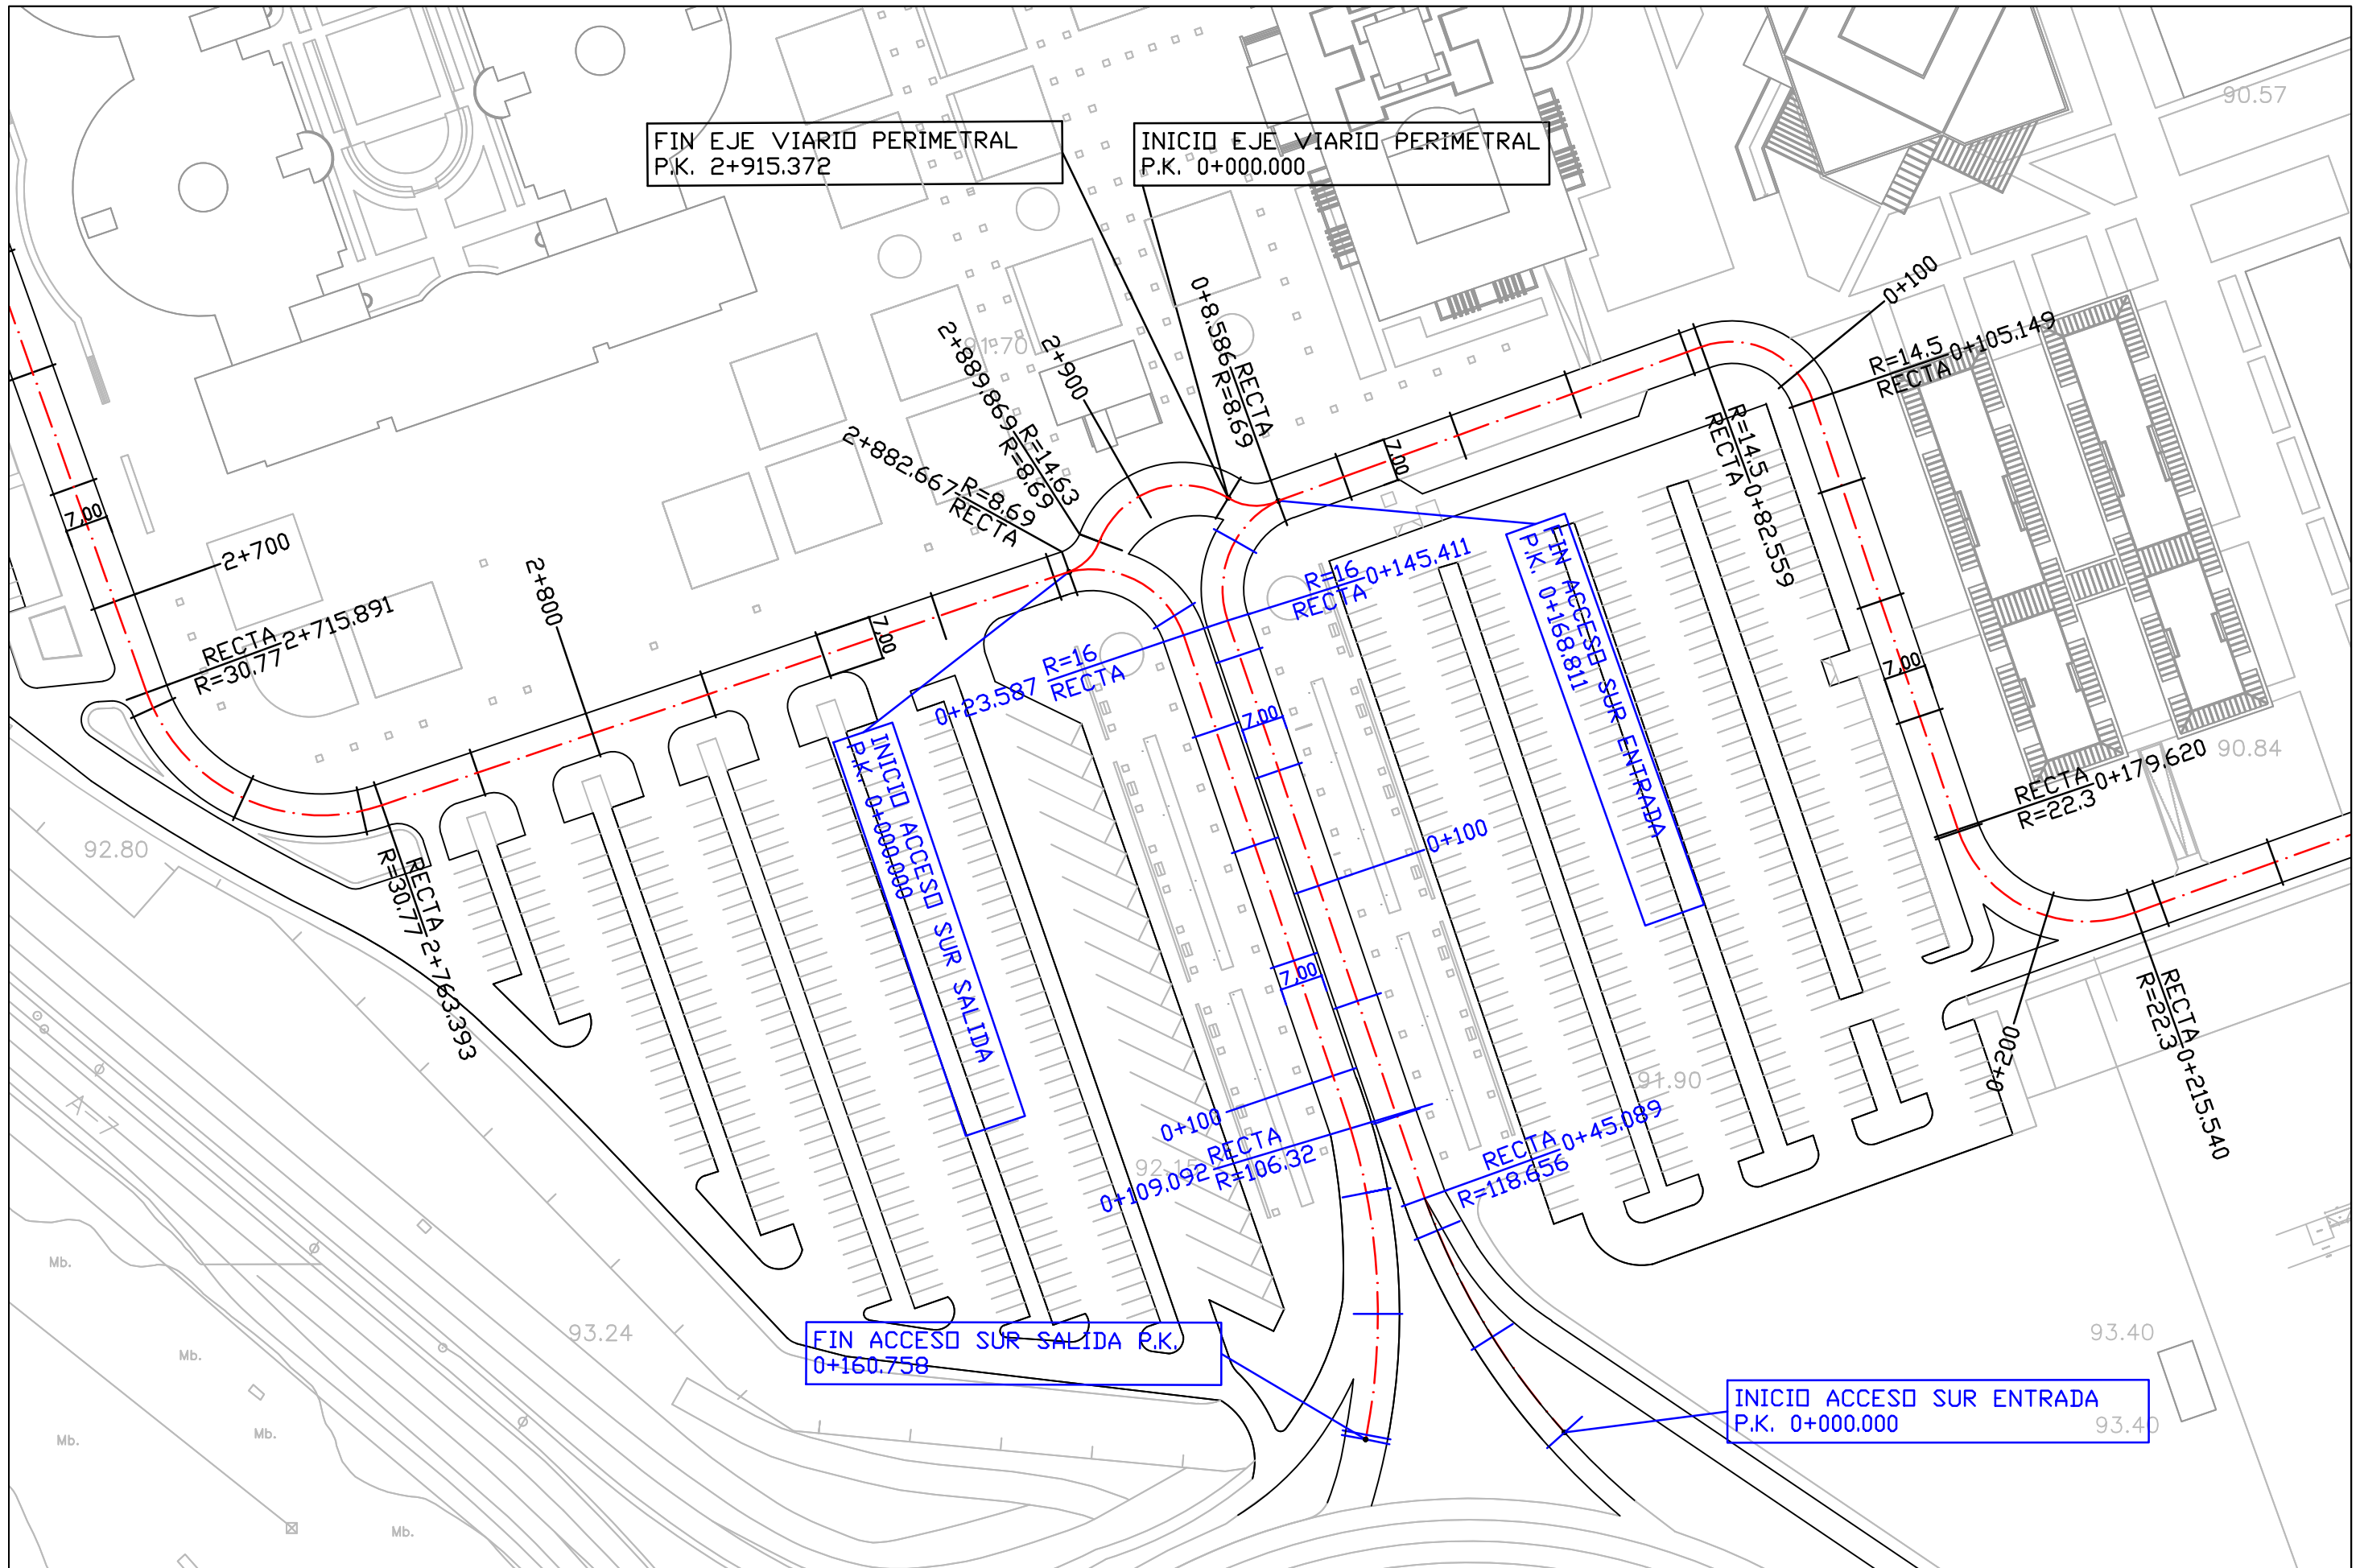 90.57
FIN EJE VIARIO PERIMETRAL
P.K. 2+915.372
INICIO EJE VIARIO PERIMETRAL
P.K. 0+000.000
0+100
0+8.586
RECTA
R=8.69
91.70
2+900
2+889.869
R=14.63
R=8.69
2+882.667
R=8.69
RECTA
R=14.5
RECTA
0+105.149
R=14.5
RECTA
0+82.559
7.00
7.00
2+700
2+800
RECTA
R=30.77
2+715.891
7.00
R=16
RECTA
0+145.411
FIN ACCESO SUR ENTRADA
P.K. 0+168.811
0+23.587
R=16
RECTA
7.00
7.00
INICIO ACCESO SUR SALIDA
P.K. 0+000.000
RECTA
R=22.3
0+179.620
90.84
92.80
0+100
RECTA
R=30.77
2+763.393
7.00
RECTA
R=22.3
0+215.540
0+200
91.90
A-7
0+100
0+109.092
RECTA
R=106.32
RECTA
R=118.656
0+45.089
Mb.
93.24
FIN ACCESO SUR SALIDA P.K.
0+160.758
93.40
Mb.
INICIO ACCESO SUR ENTRADA
P.K. 0+000.000
93.40
Mb.
Mb.
Mb.